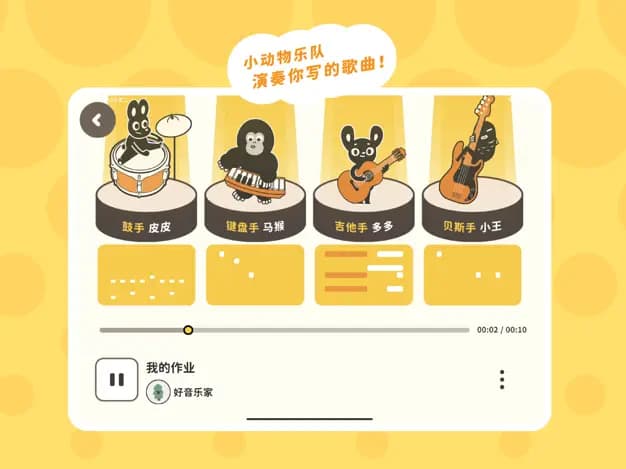 小动物乐队
演奏你写的歌曲！
鼓手 皮皮
键盘手 马猴
吉他手 多多
贝斯手 小王
00:02 / 00:10
我的作业
好音乐家